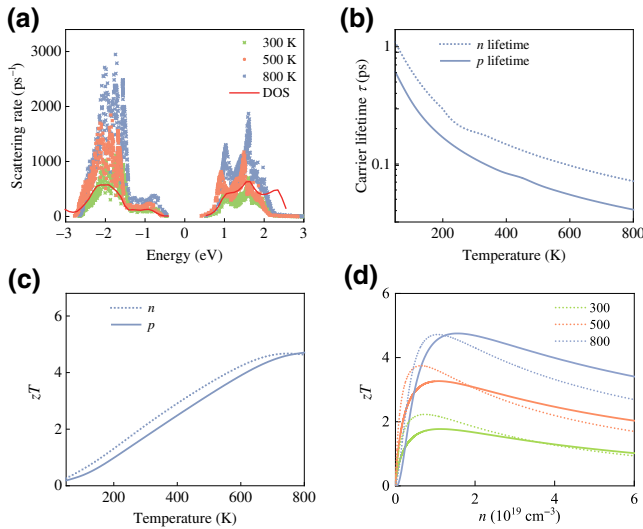 (a)
Scattering rate (ps⁻¹)
3000
2000
1000
0
300 K
500 K
800 K
DOS
−3 −2 −1 0 1 2 3
Energy (eV)
(b)
Carrier lifetime τ (ps)
1
0.1
n lifetime
p lifetime
200 400 600 800
Temperature (K)
(c)
zT
6
4
2
0
n
p
200 400 600 800
Temperature (K)
(d)
zT
6
4
2
0
300
500
800
0 2 4 6
n (10¹⁹ cm⁻³)